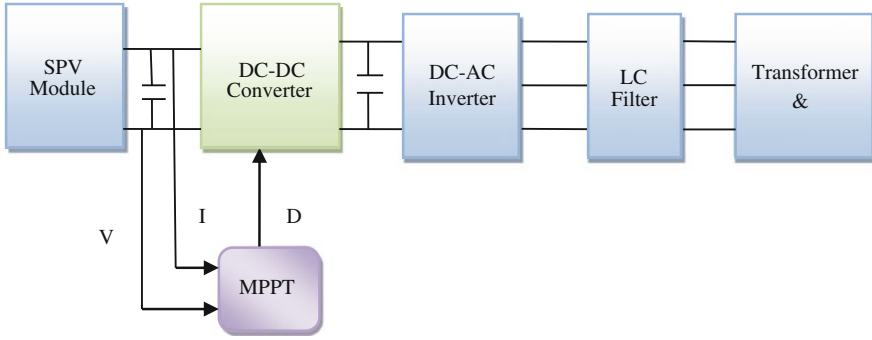 SPV
Module
DC-DC
Converter
DC-AC
Inverter
LC
Filter
Transformer
&
V
I
D
MPPT